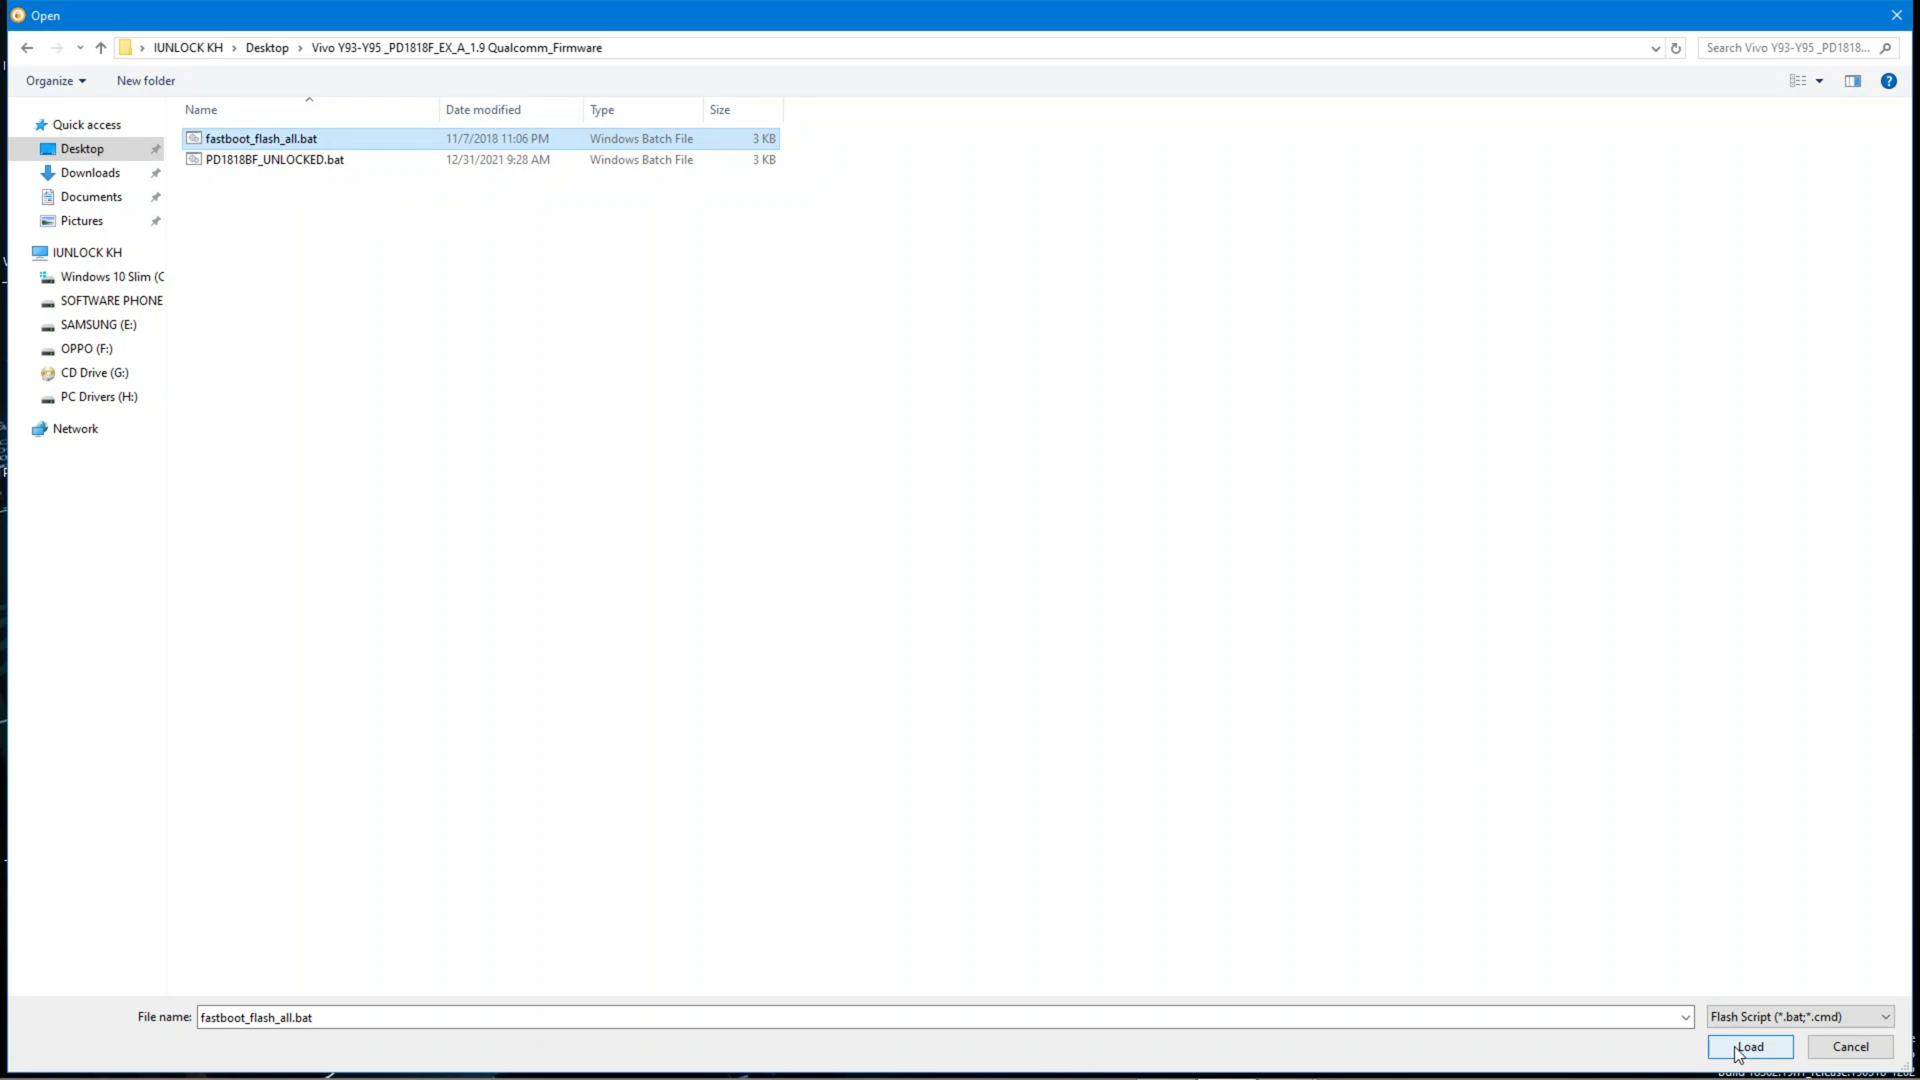 Open
IUNLOCK KH > Desktop > Vivo Y93-Y95 _PD1818F_EX_A_1.9 Qualcomm_Firmware
Search Vivo Y93-Y95 _PD1818...
Organize
New folder
Name
Date modified
Type
Size
fastboot_flash_all.bat
11/7/2018 11:06 PM
Windows Batch File
3 KB
PD1818BF_UNLOCKED.bat
12/31/2021 9:28 AM
Windows Batch File
3 KB
Quick access
Desktop
Downloads
Documents
Pictures
IUNLOCK KH
Windows 10 Slim (C
SOFTWARE PHONE
SAMSUNG (E:)
OPPO (F:)
CD Drive (G:)
PC Drivers (H:)
Network
File name:
fastboot_flash_all.bat
Flash Script (*.bat;*.cmd)
Load
Cancel